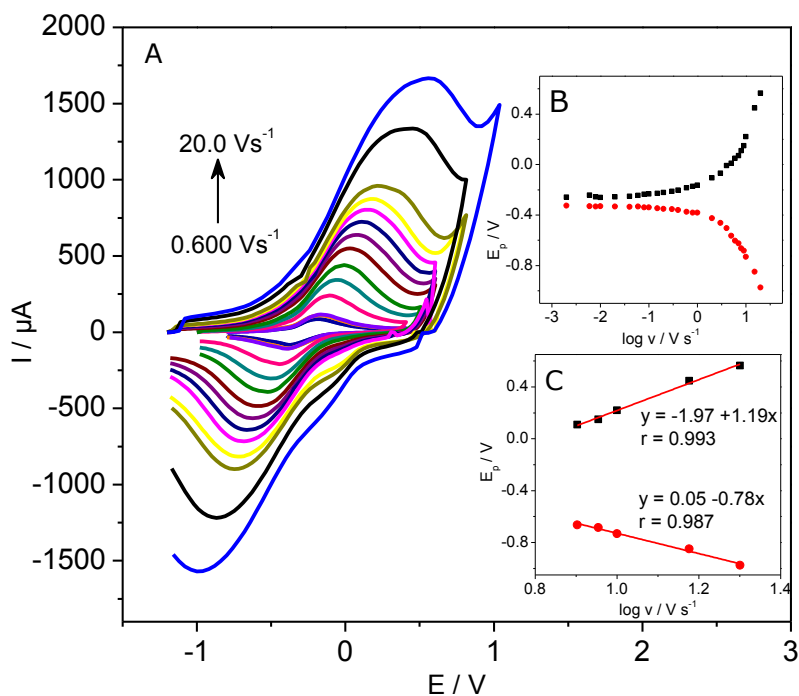 A
2000
1500
1000
500
0
-500
-1000
-1500
I / µA
-1
0
1
2
3
E / V
20.0 Vs⁻¹
0.600 Vs⁻¹
B
0.4
0.0
-0.4
-0.8
Eₚ / V
-3
-2
-1
0
1
log ν / V s⁻¹
C
0.4
0.0
-0.4
-0.8
Eₚ / V
y = -1.97 +1.19x
r = 0.993
y = 0.05 -0.78x
r = 0.987
0.8
1.0
1.2
1.4
log ν / V s⁻¹